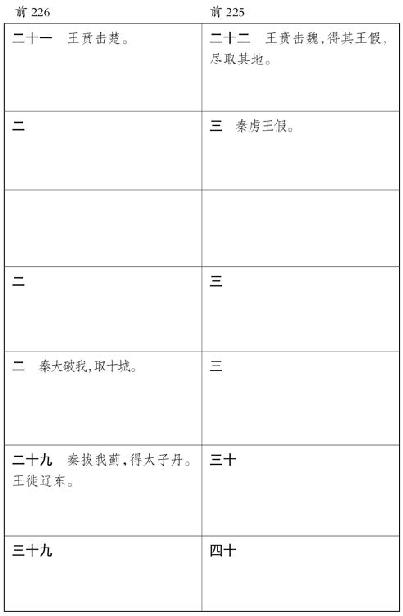 前 226 前 225
二十一 王贲击楚。 二十二 王贲击魏,得其王假,
尽取其地。
二 三 秦虏王假。
二 三
二 秦大破我,取十城。 三
二十九 秦拔我蓟,得太子丹。 三十
王徙辽东。
三十九 四十